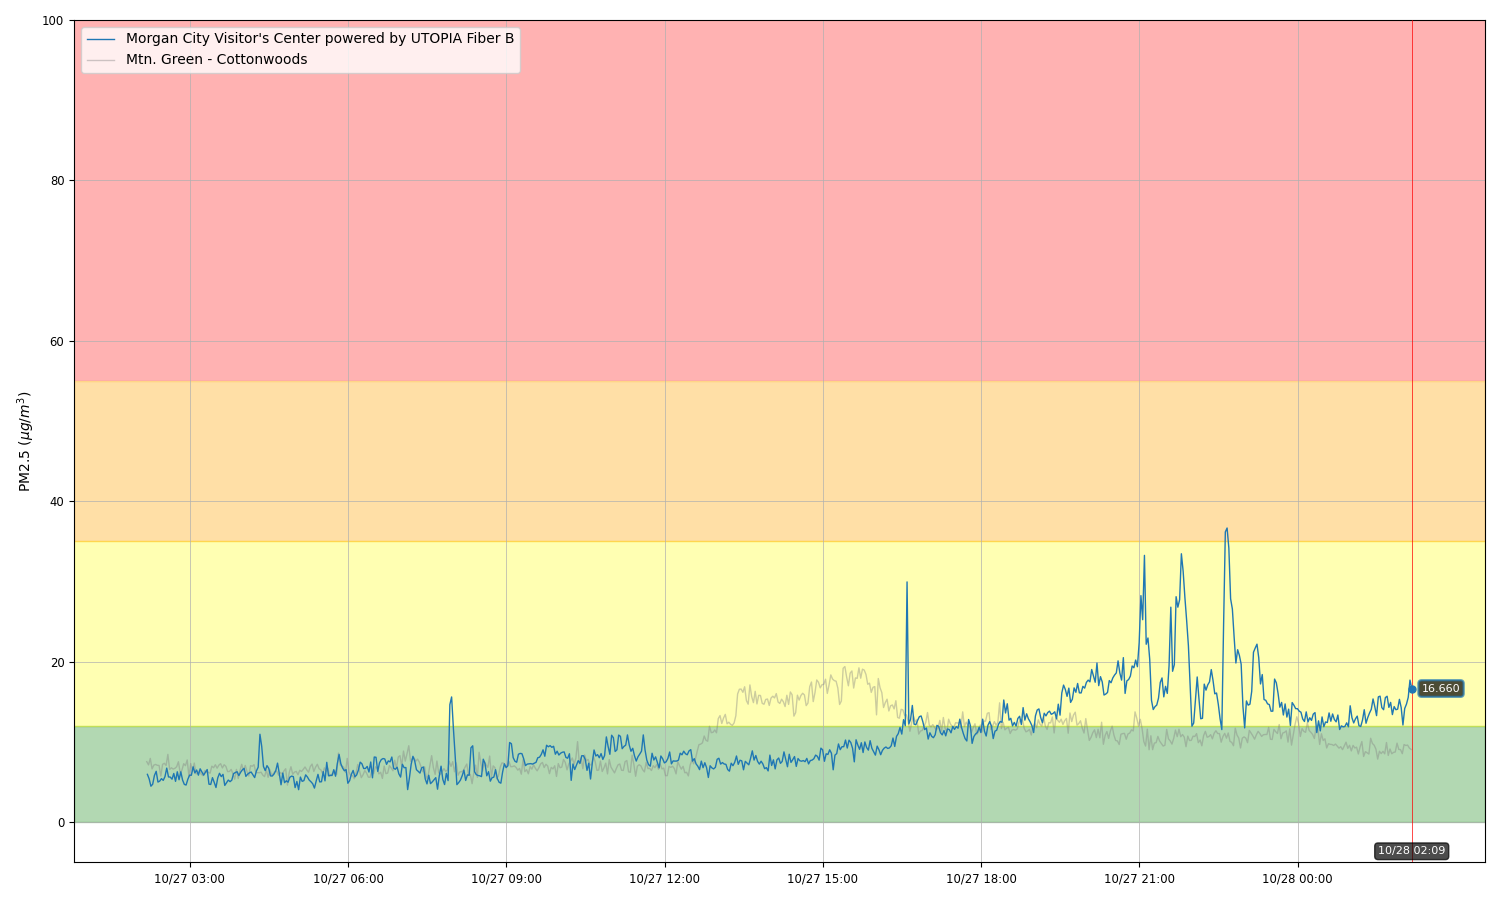 100
Morgan City Visitor's Center powered by UTOPIA Fiber B
Mtn. Green - Cottonwoods
80
60
PM2.5 (μg/m³)
40
20
16.660
0
10/28 02:09
10/27 03:00 10/27 06:00 10/27 09:00 10/27 12:00 10/27 15:00 10/27 18:00 10/27 21:00 10/28 00:00